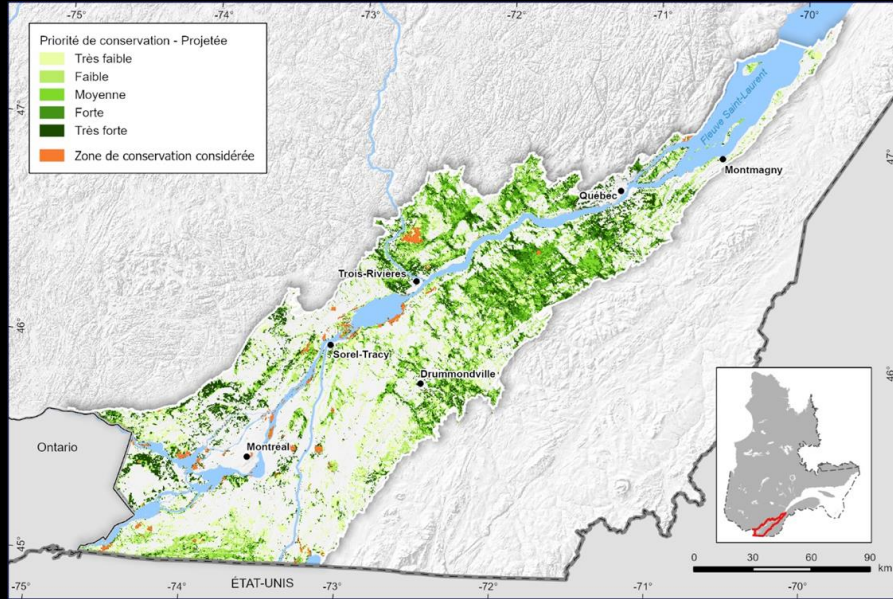 -75°
-74°
-73°
-72°
-71°
-70°
Priorité de conservation - Projetée
Très faible
Faible
Moyenne
Forte
Très forte
Zone de conservation considérée
47°
47°
Fleuve Saint-Laurent
Montmagny
Québec
Trois-Rivières
46°
46°
Sorel-Tracy
Drummondville
Ontario
Montréal
45°
45°
0 30 60 90
km
ÉTAT-UNIS
-75°
-74°
-73°
-72°
-71°
-70°